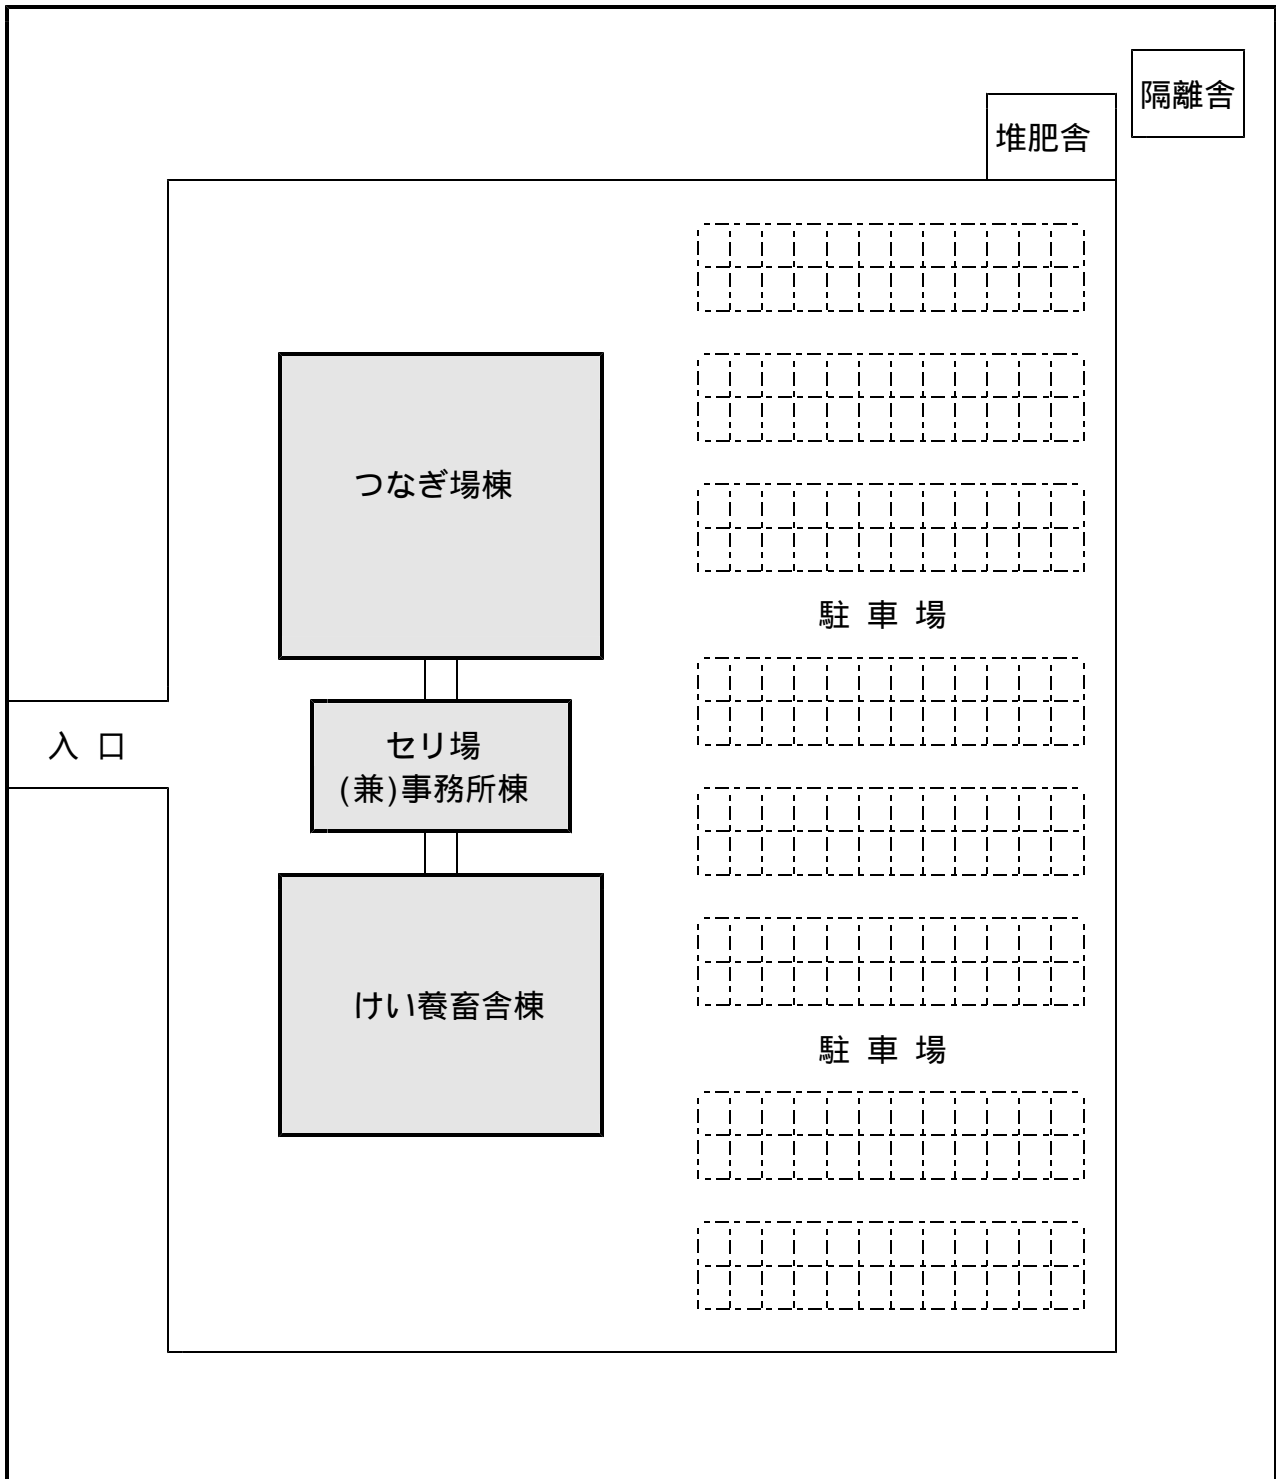 隔離舎
堆肥舎
つなぎ場棟
駐 車 場
入 口
セリ場
(兼)事務所棟
けい養畜舎棟
駐 車 場